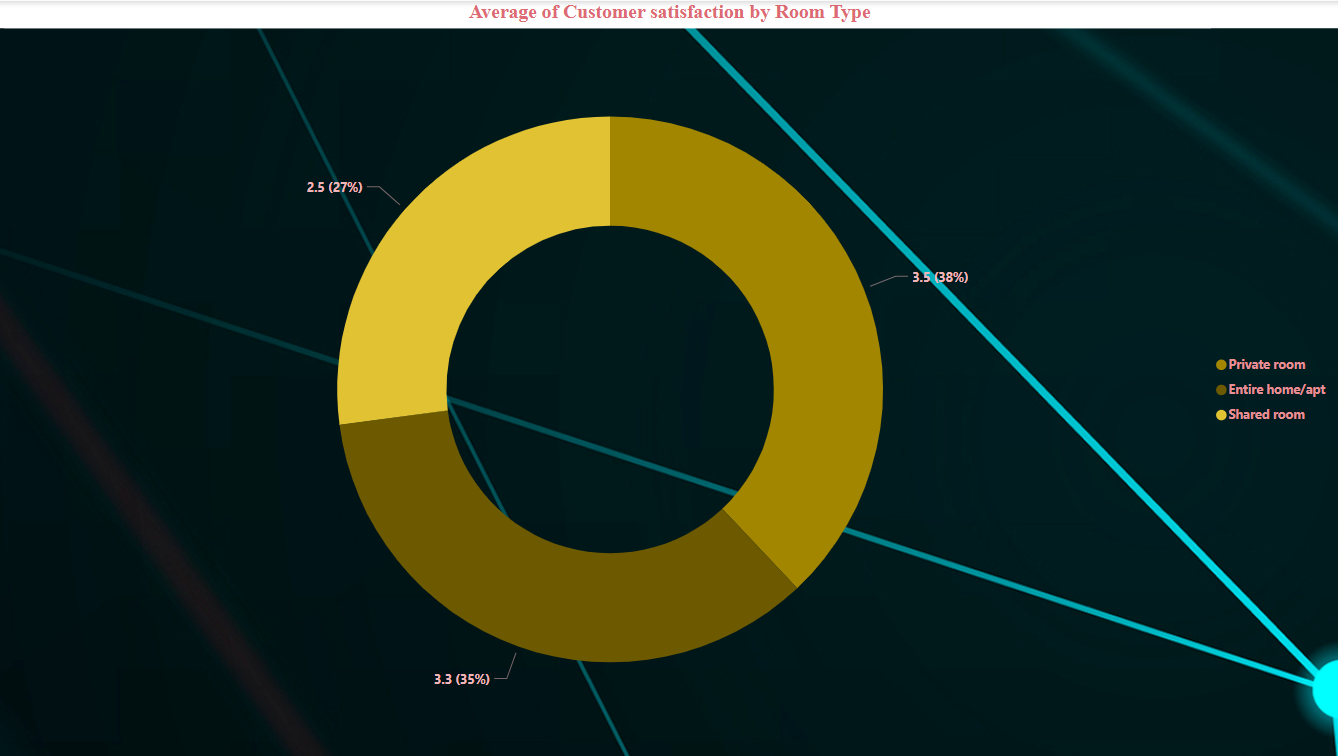 Average of Customer satisfaction by Room Type
2.5 (27%)
3.5 (38%)
Private room
Entire home/apt
Shared room
3.3 (35%)